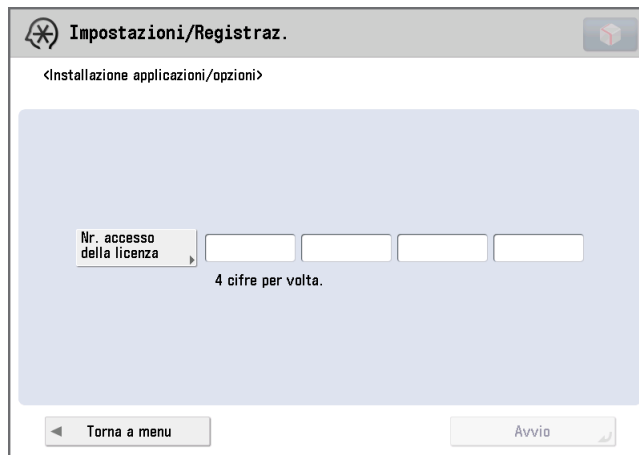 Impostazioni/Registraz.
<Installazione applicazioni/opzioni>
Nr. accesso
della licenza
4 cifre per volta.
Torna a menu
Avvio